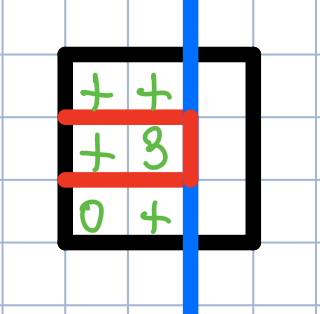 + +
+ 3
0 +